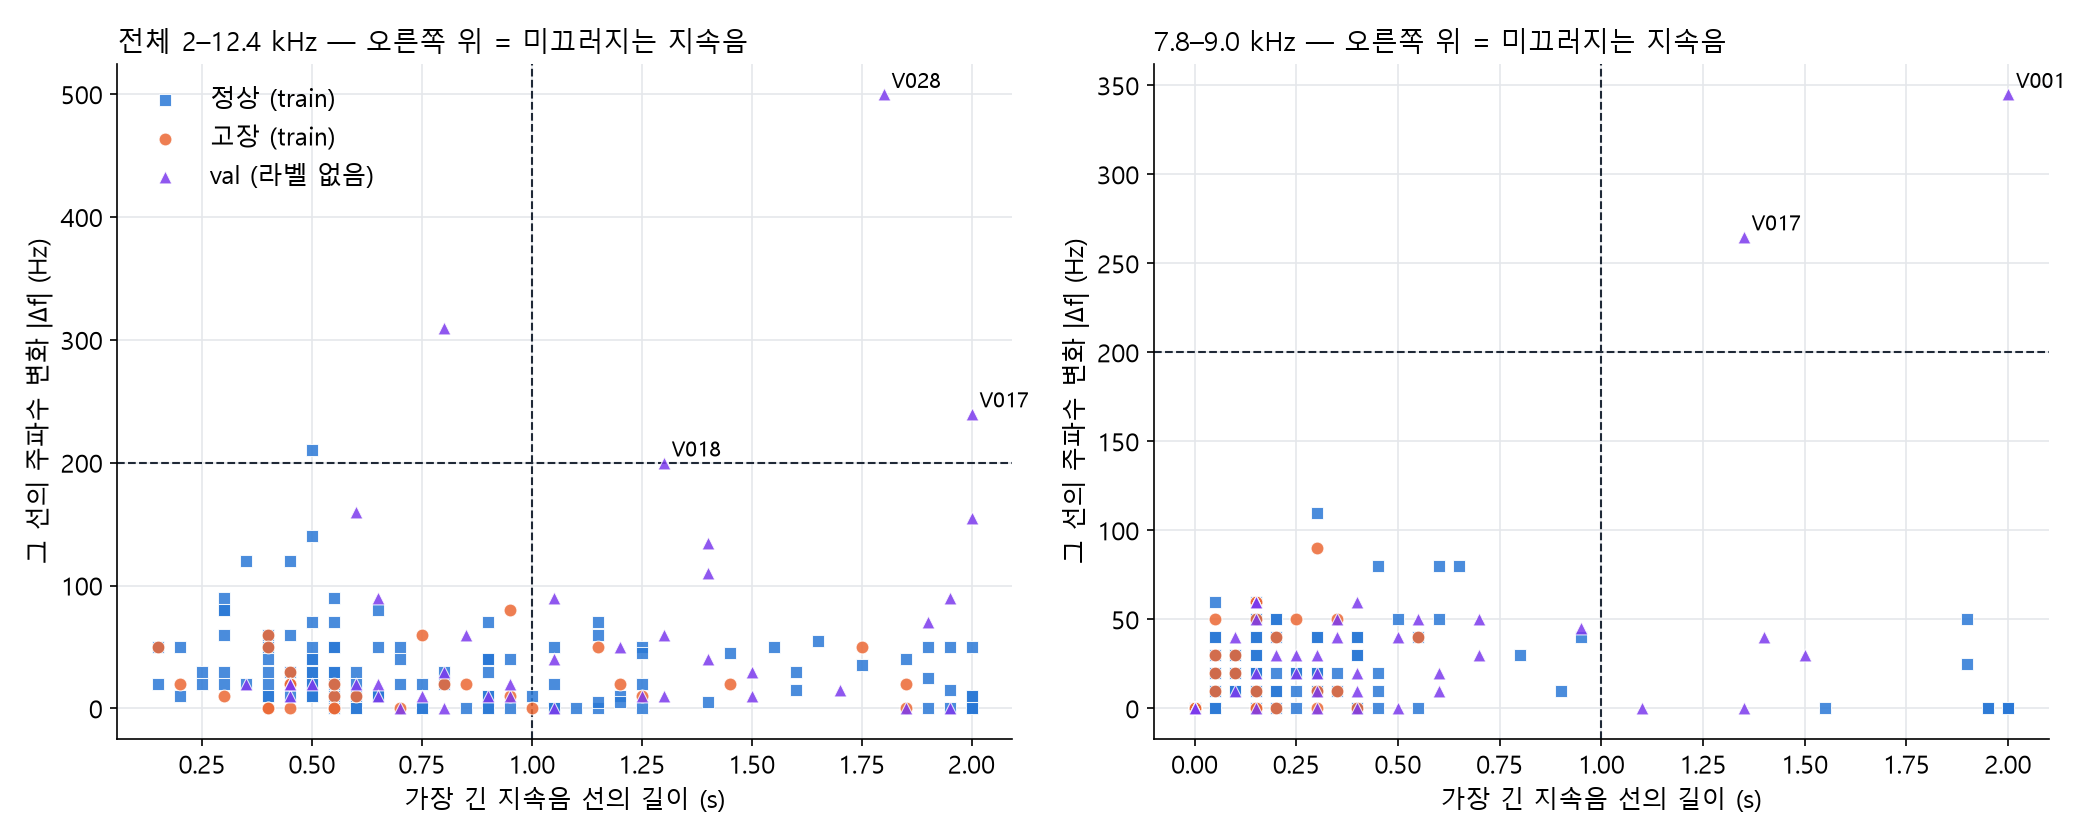 전체 2–12.4 kHz — 오른쪽 위 = 미끄러지는 지속음
정상 (train)
고장 (train)
val (라벨 없음)
V028
V017
V018
500
400
300
200
100
0
그 선의 주파수 변화 |Δf| (Hz)
0.25 0.50 0.75 1.00 1.25 1.50 1.75 2.00
가장 긴 지속음 선의 길이 (s)
7.8–9.0 kHz — 오른쪽 위 = 미끄러지는 지속음
V001
V017
350
300
250
200
150
100
50
0
그 선의 주파수 변화 |Δf| (Hz)
0.00 0.25 0.50 0.75 1.00 1.25 1.50 1.75 2.00
가장 긴 지속음 선의 길이 (s)